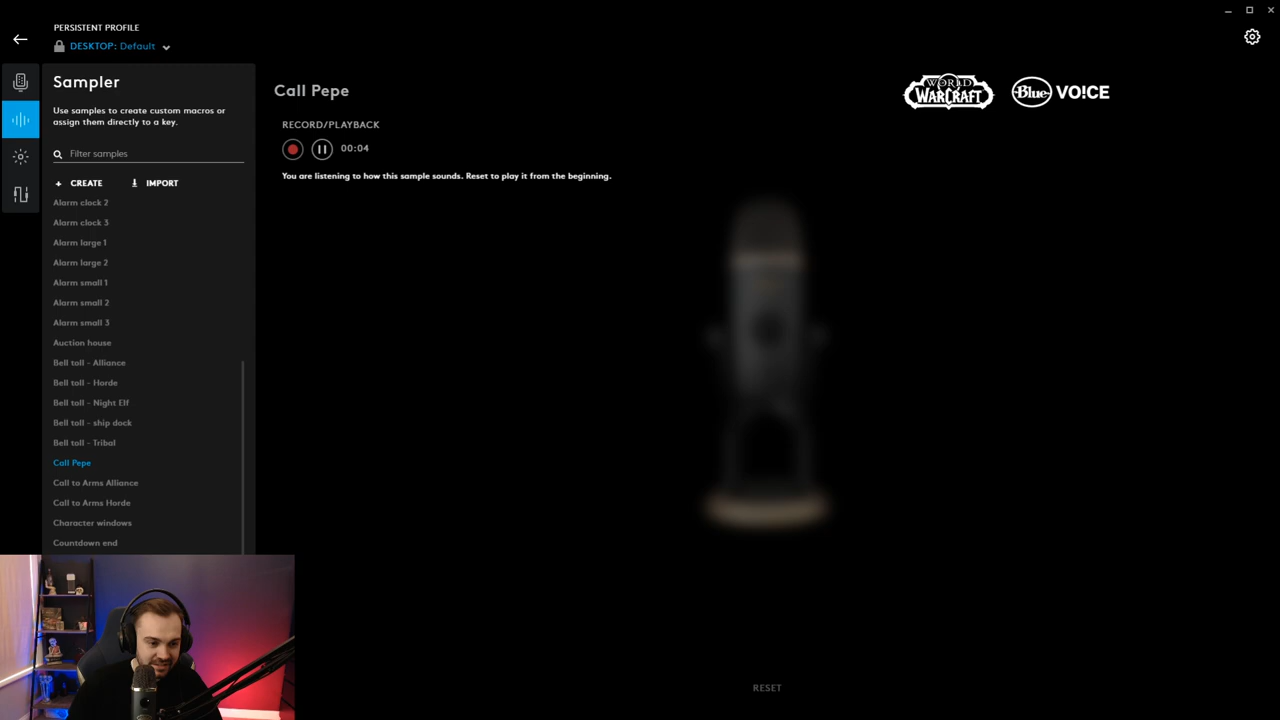 PERSISTENT PROFILE
DESKTOP: Default
Sampler
Use samples to create custom macros or
assign them directly to a key.
Filter samples
+ CREATE
IMPORT
Alarm clock 2
Alarm clock 3
Alarm large 1
Alarm large 2
Alarm small 1
Alarm small 2
Alarm small 3
Auction house
Bell toll - Alliance
Bell toll - Horde
Bell toll - Night Elf
Bell toll - ship dock
Bell toll - Tribal
Call Pepe
Call to Arms Alliance
Call to Arms Horde
Character windows
Countdown end
Call Pepe
WORLD
WARCRAFT
Blue VO!CE
RECORD/PLAYBACK
00:04
You are listening to how this sample sounds. Reset to play it from the beginning.
RESET